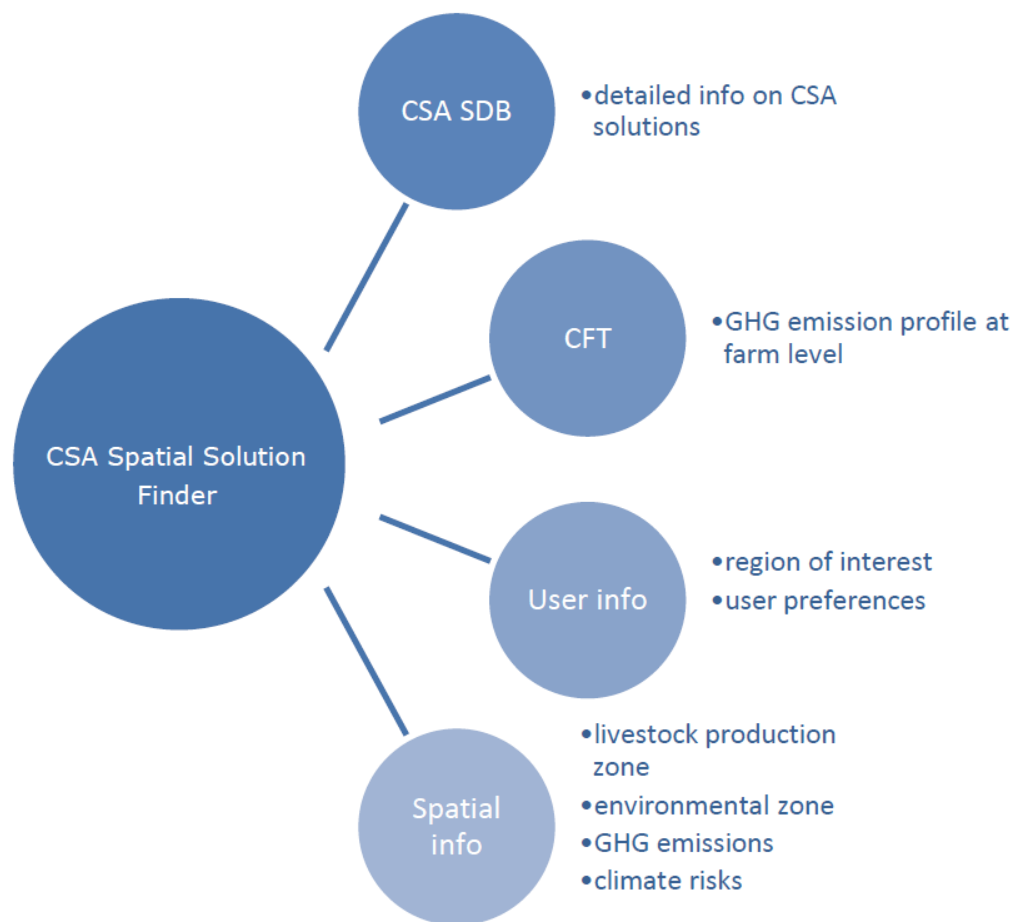 CSA SDB
•detailed info on CSA
solutions
CFT
•GHG emission profile at
farm level
CSA Spatial Solution
Finder
User info
•region of interest
•user preferences
Spatial
info
•livestock production
zone
•environmental zone
•GHG emissions
•climate risks